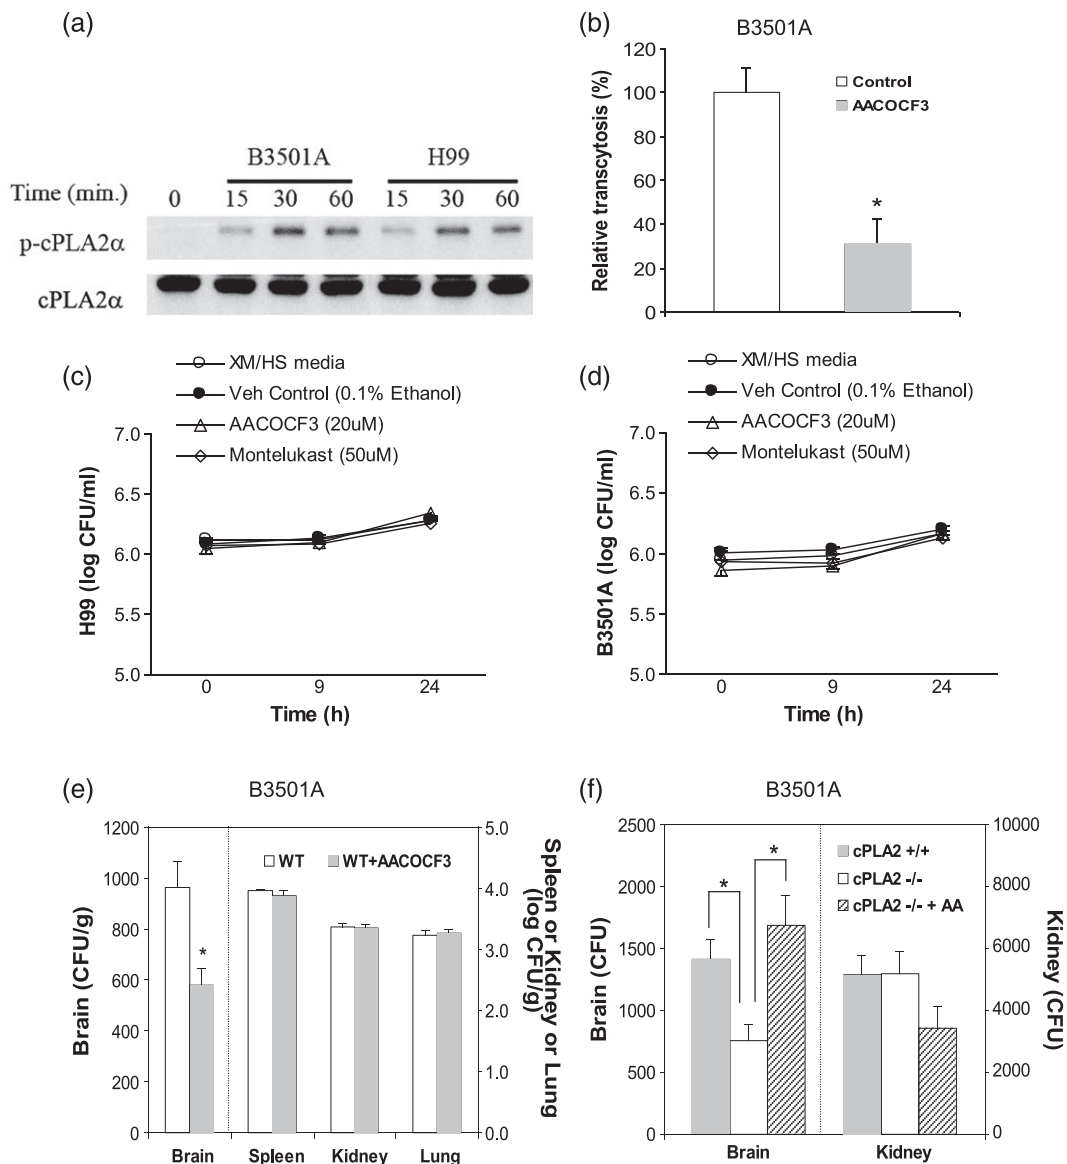 (a)
B3501A H99
Time (min.) 0 15 30 60 15 30 60
p-cPLA2α
cPLA2α
(b)
B3501A
Relative transcytosis (%)
120
100
80
60
40
20
0
Control
AACOCF3
*
(c)
XM/HS media
Veh Control (0.1% Ethanol)
AACOCF3 (20uM)
Montelukast (50uM)
H99 (log CFU/ml)
7.0
6.5
6.0
5.5
5.0
0 9 24
Time (h)
(d)
XM/HS media
Veh Control (0.1% Ethanol)
AACOCF3 (20uM)
Montelukast (50uM)
B3501A (log CFU/ml)
7.0
6.5
6.0
5.5
5.0
0 9 24
Time (h)
(e)
B3501A
Brain (CFU/g)
1200
1000
800
600
400
200
0
WT WT+AACOCF3
*
5.0
4.0
3.0
2.0
1.0
0.0
Spleen or Kidney or Lung
(log CFU/g)
Brain Spleen Kidney Lung
(f)
B3501A
Brain (CFU)
2500
2000
1500
1000
500
0
* *
cPLA2 +/+
cPLA2 -/-
cPLA2 -/- + AA
10000
8000
6000
4000
2000
0
Kidney (CFU)
Brain Kidney